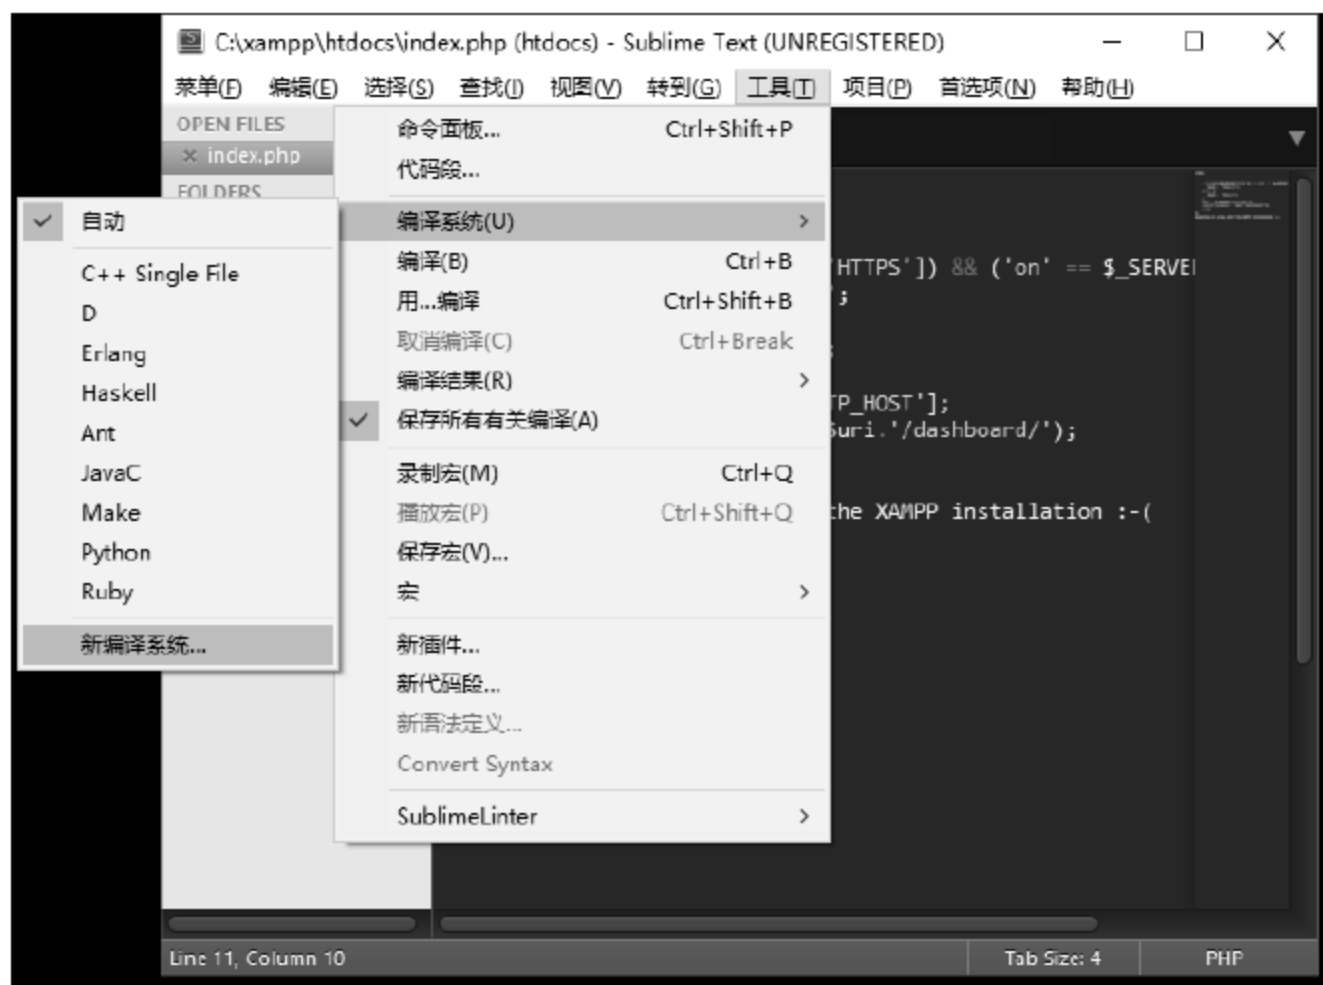 C:\xampp\htdocs\index.php (htdocs) - Sublime Text (UNREGISTERED)
菜单(F) 编辑(E) 选择(S) 查找(I) 视图(V) 转到(G) 工具(T) 项目(P) 首选项(N) 帮助(H)
OPEN FILES
index.php
FOLDERS
自动
C++ Single File
D
Erlang
Haskell
Ant
JavaC
Make
Python
Ruby
新编译系统...
命令面板... Ctrl+Shift+P
代码段...
编译系统(U)
编译(B) Ctrl+B
用...编译 Ctrl+Shift+B
取消编译(C) Ctrl+Break
编译结果(R)
保存所有有关编译(A)
录制宏(M) Ctrl+Q
播放宏(P) Ctrl+Shift+Q
保存宏(V)...
宏
新插件...
新代码段...
新语法定义...
Convert Syntax
SublimeLinter
'HTTPS']) && ('on' == $_SERVER
';
;
TP_HOST'];
$uri.'/dashboard/');
the XAMPP installation :-(
Line 11, Column 10
Tab Size: 4
PHP